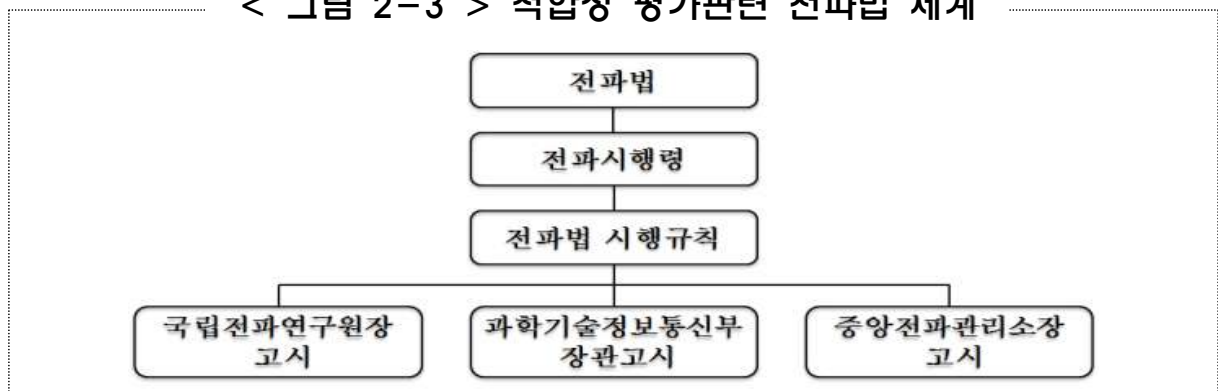 < 그림 2-3 > 적합성 평가관련 전파법 체계
전파법
전파시행령
전파법 시행규칙
국립전파연구원장
고시
과학기술정보통신부
장관고시
중앙전파관리소장
고시